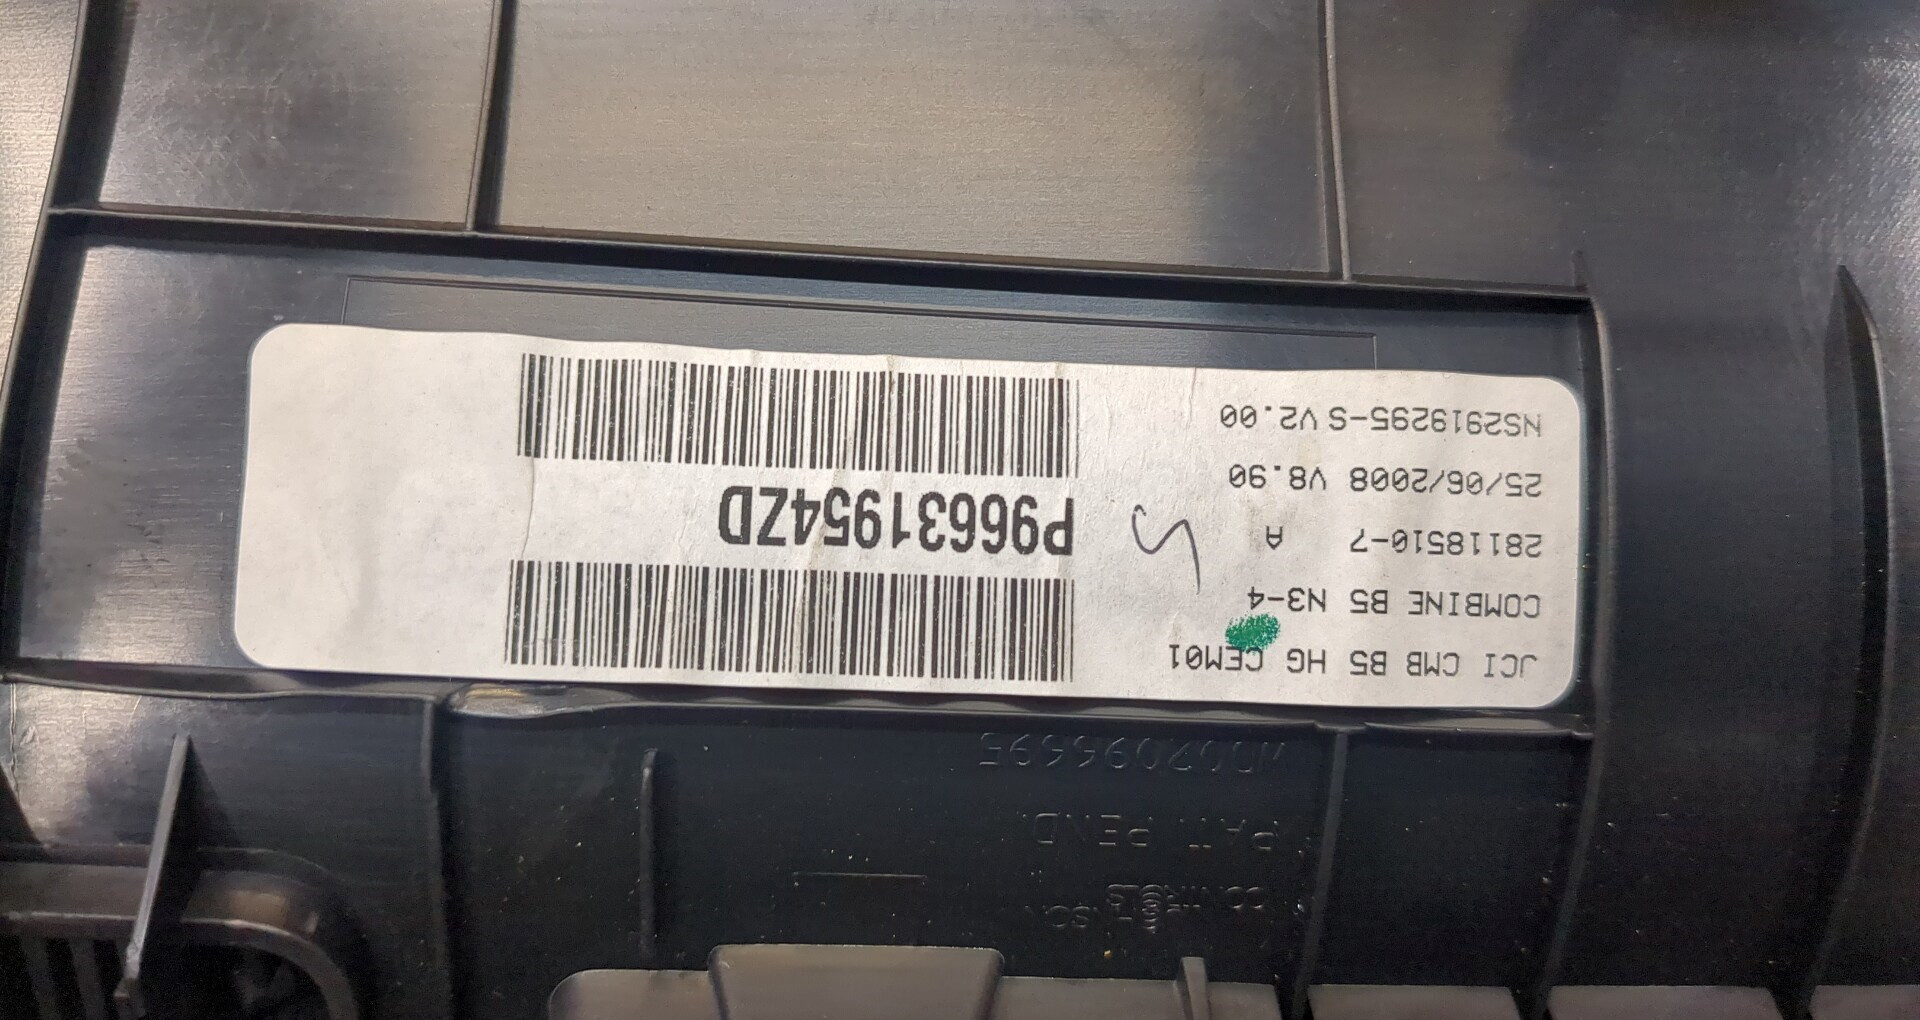 JCI CMB B5 HG CEM01
COMBINE B5 N3-4
28118510-7 A
25/06/2008 V8.90
NS2919295-S V2.00
P96631954ZD
PAT. PEND.